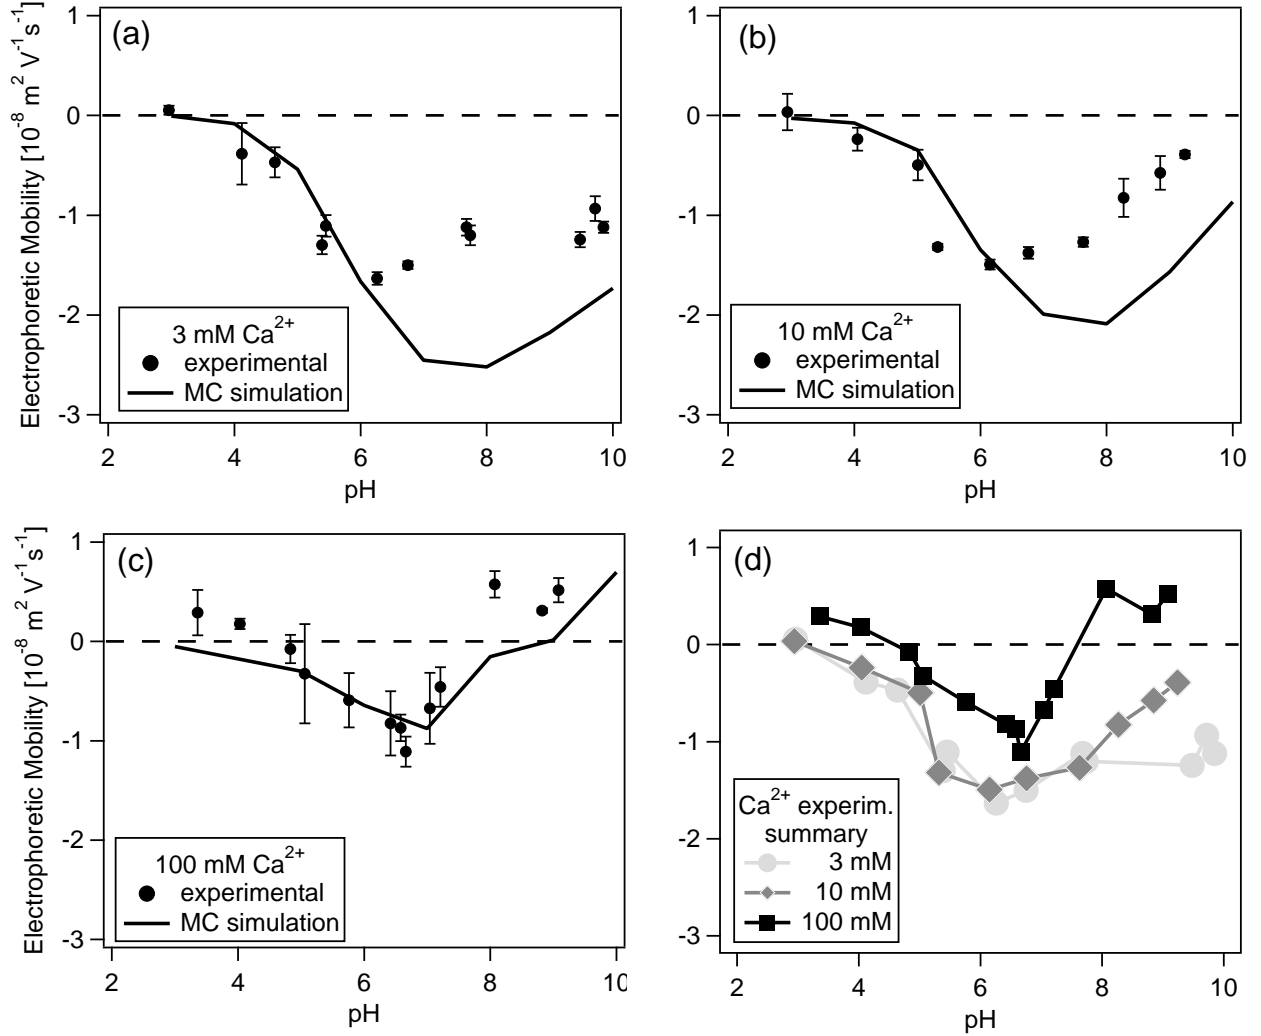 (a)
1
0
-1
-2
-3
Electrophoretic Mobility [10⁻⁸ m² V⁻¹s⁻¹]
3 mM Ca²⁺
experimental
MC simulation
2 4 6 8 10
pH
(b)
1
0
-1
-2
-3
10 mM Ca²⁺
experimental
MC simulation
2 4 6 8 10
pH
(c)
1
0
-1
-2
-3
Electrophoretic Mobility [10⁻⁸ m² V⁻¹s⁻¹]
100 mM Ca²⁺
experimental
MC simulation
2 4 6 8 10
pH
(d)
1
0
-1
-2
-3
Ca²⁺ experim.
summary
3 mM
10 mM
100 mM
2 4 6 8 10
pH